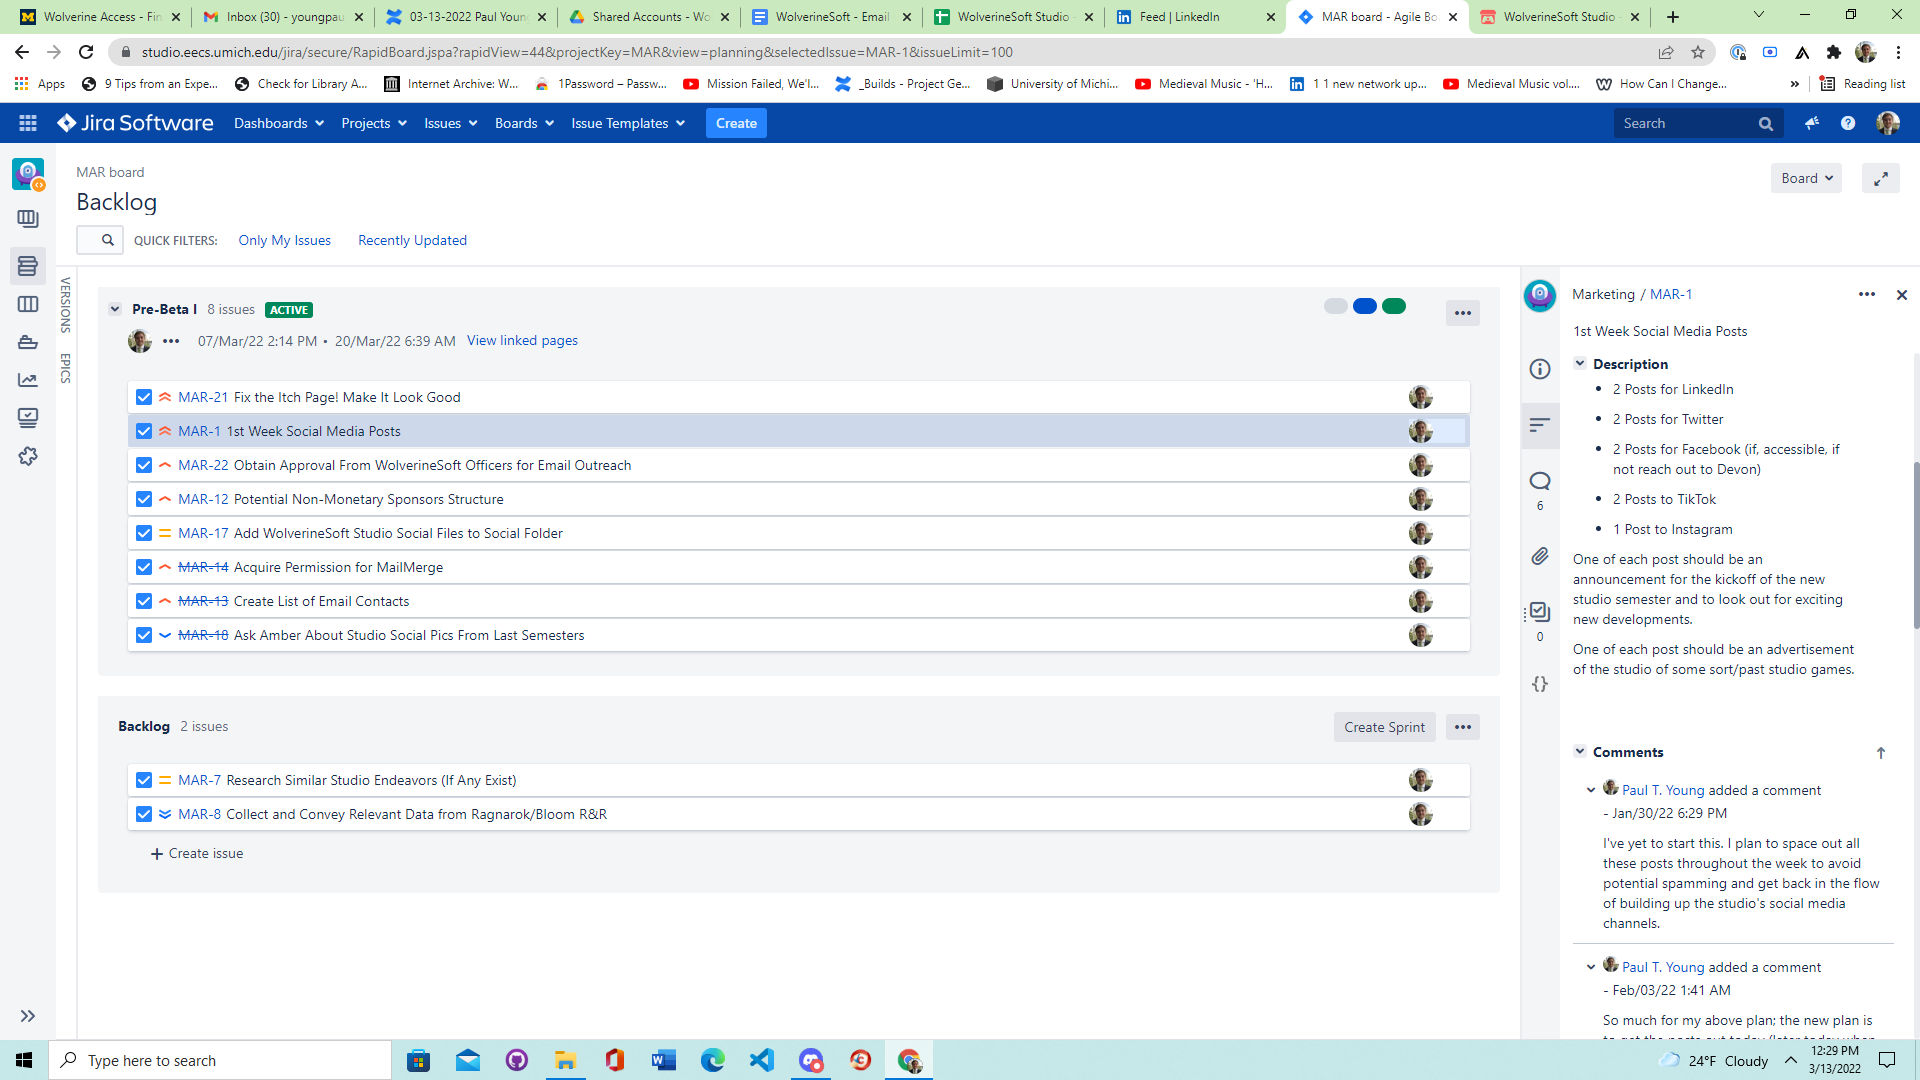 Wolverine Access - Fin
Inbox (30) - youngpau
03-13-2022 Paul Young
Shared Accounts - Wo
WolverineSoft - Email
WolverineSoft Studio
Feed | LinkedIn
MAR board - Agile Bo
WolverineSoft Studio
studio.eecs.umich.edu/jira/secure/RapidBoard.jspa?rapidView=44&projectKey=MAR&view=planning&selectedIssue=MAR-1&issueLimit=100
Apps
9 Tips from an Expe...
Check for Library A...
Internet Archive: W...
1Password – Passw...
Mission Failed, We'l...
_Builds - Project Ge...
University of Michi...
Medieval Music - 'H...
1 1 new network up...
Medieval Music vol....
How Can I Change...
»
Reading list
Jira Software
Dashboards
Projects
Issues
Boards
Issue Templates
Create
Search
MAR board
Backlog
Board
QUICK FILTERS:
Only My Issues
Recently Updated
VERSIONS
EPICS
Pre-Beta I 8 issues ACTIVE
07/Mar/22 2:14 PM • 20/Mar/22 6:39 AM View linked pages
MAR-21 Fix the Itch Page! Make It Look Good
MAR-1 1st Week Social Media Posts
MAR-22 Obtain Approval From WolverineSoft Officers for Email Outreach
MAR-12 Potential Non-Monetary Sponsors Structure
MAR-17 Add WolverineSoft Studio Social Files to Social Folder
MAR-14 Acquire Permission for MailMerge
MAR-13 Create List of Email Contacts
MAR-18 Ask Amber About Studio Social Pics From Last Semesters
Backlog 2 issues
Create Sprint
MAR-7 Research Similar Studio Endeavors (If Any Exist)
MAR-8 Collect and Convey Relevant Data from Ragnarok/Bloom R&R
+ Create issue
6
0
Marketing / MAR-1
1st Week Social Media Posts
Description
• 2 Posts for LinkedIn
• 2 Posts for Twitter
• 2 Posts for Facebook (if, accessible, if
not reach out to Devon)
• 2 Posts to TikTok
• 1 Post to Instagram
One of each post should be an
announcement for the kickoff of the new
studio semester and to look out for exciting
new developments.
One of each post should be an advertisement
of the studio of some sort/past studio games.
Comments
Paul T. Young added a comment
- Jan/30/22 6:29 PM
I've yet to start this. I plan to space out all
these posts throughout the week to avoid
potential spamming and get back in the flow
of building up the studio's social media
channels.
Paul T. Young added a comment
- Feb/03/22 1:41 AM
So much for my above plan; the new plan is
to get the posts out today (later today when
Type here to search
24°F Cloudy
12:29 PM
3/13/2022